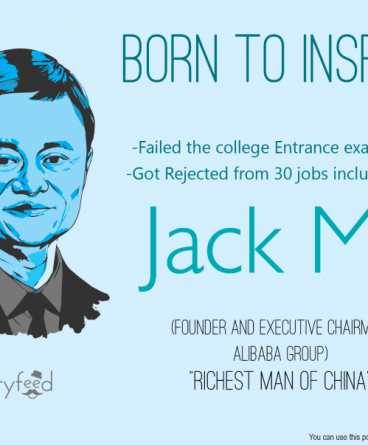 BORN TO INSP
-Failed the college Entrance exa
-Got Rejected from 30 jobs inclu
Jack M
(FOUNDER AND EXECUTIVE CHAIRM
ALIBABA GROUP)
"RICHEST MAN OF CHINA"
ryfeed
You can use this po